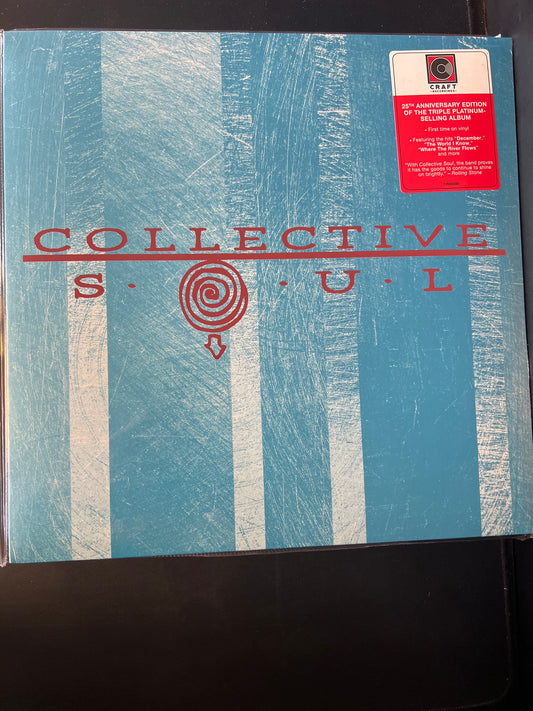 CRAFT
RECORDINGS
25TH ANNIVERSARY EDITION
OF THE TRIPLE PLATINUM-
SELLING ALBUM
• First time on vinyl
• Featuring the hits "December,"
"The World I Know,"
"Where The River Flows"
and more
"With Collective Soul, the band proves
it has the goods to continue to shine
on brightly." – Rolling Stone
COLLECTIVE
S·O·U·L